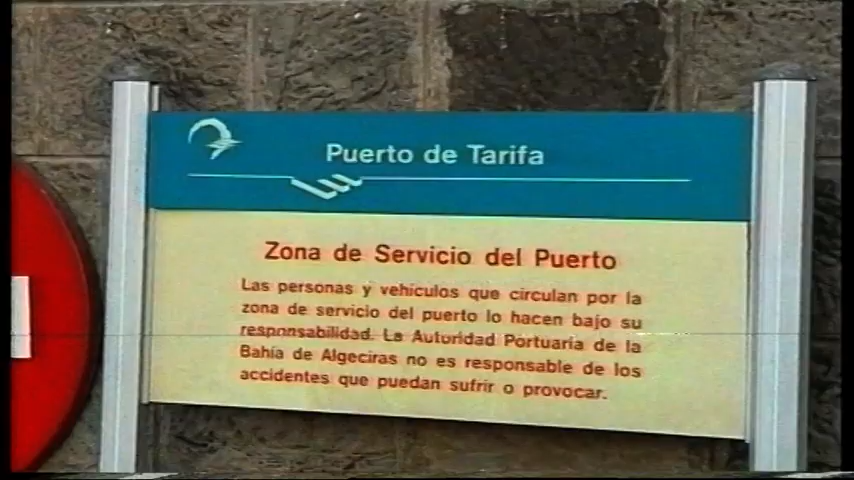 Puerto de Tarifa
Zona de Servicio del Puerto
Las personas y vehículos que circulan por la
zona de servicio del puerto lo hacen bajo su
responsabilidad. La Autoridad Portuaria de la
Bahía de Algeciras no es responsable de los
accidentes que puedan sufrir o provocar.